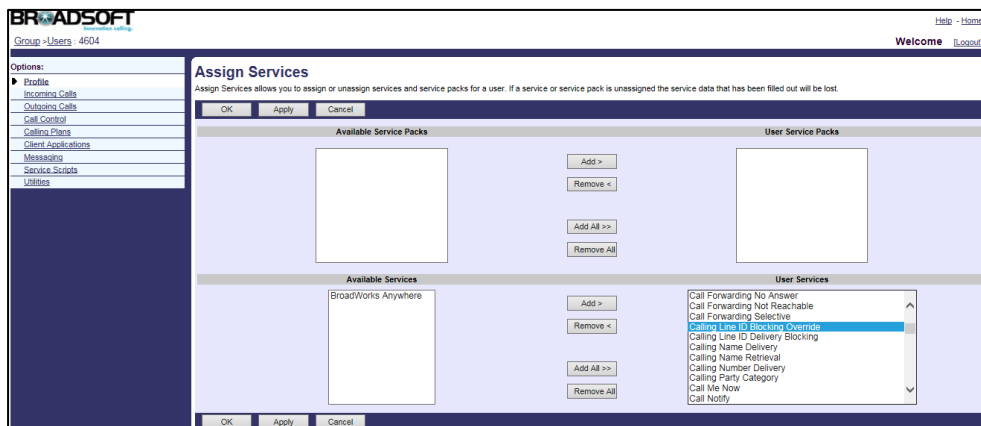 BROADSOFT
innovation calling.
Help - Home
Group >Users : 4604
Welcome [Logout]
Options:
Profile
Incoming Calls
Outgoing Calls
Call Control
Calling Plans
Client Applications
Messaging
Service Scripts
Utilities
Assign Services
Assign Services allows you to assign or unassign services and service packs for a user. If a service or service pack is unassigned the service data that has been filled out will be lost.
OK Apply Cancel
Available Service Packs User Service Packs
Add >
Remove <
Add All >>
Remove All
Available Services User Services
BroadWorks Anywhere
Add >
Remove <
Add All >>
Remove All
Call Forwarding No Answer
Call Forwarding Not Reachable
Call Forwarding Selective
Calling Line ID Blocking Override
Calling Line ID Delivery Blocking
Calling Name Delivery
Calling Name Retrieval
Calling Number Delivery
Calling Party Category
Call Me Now
Call Notify
OK Apply Cancel